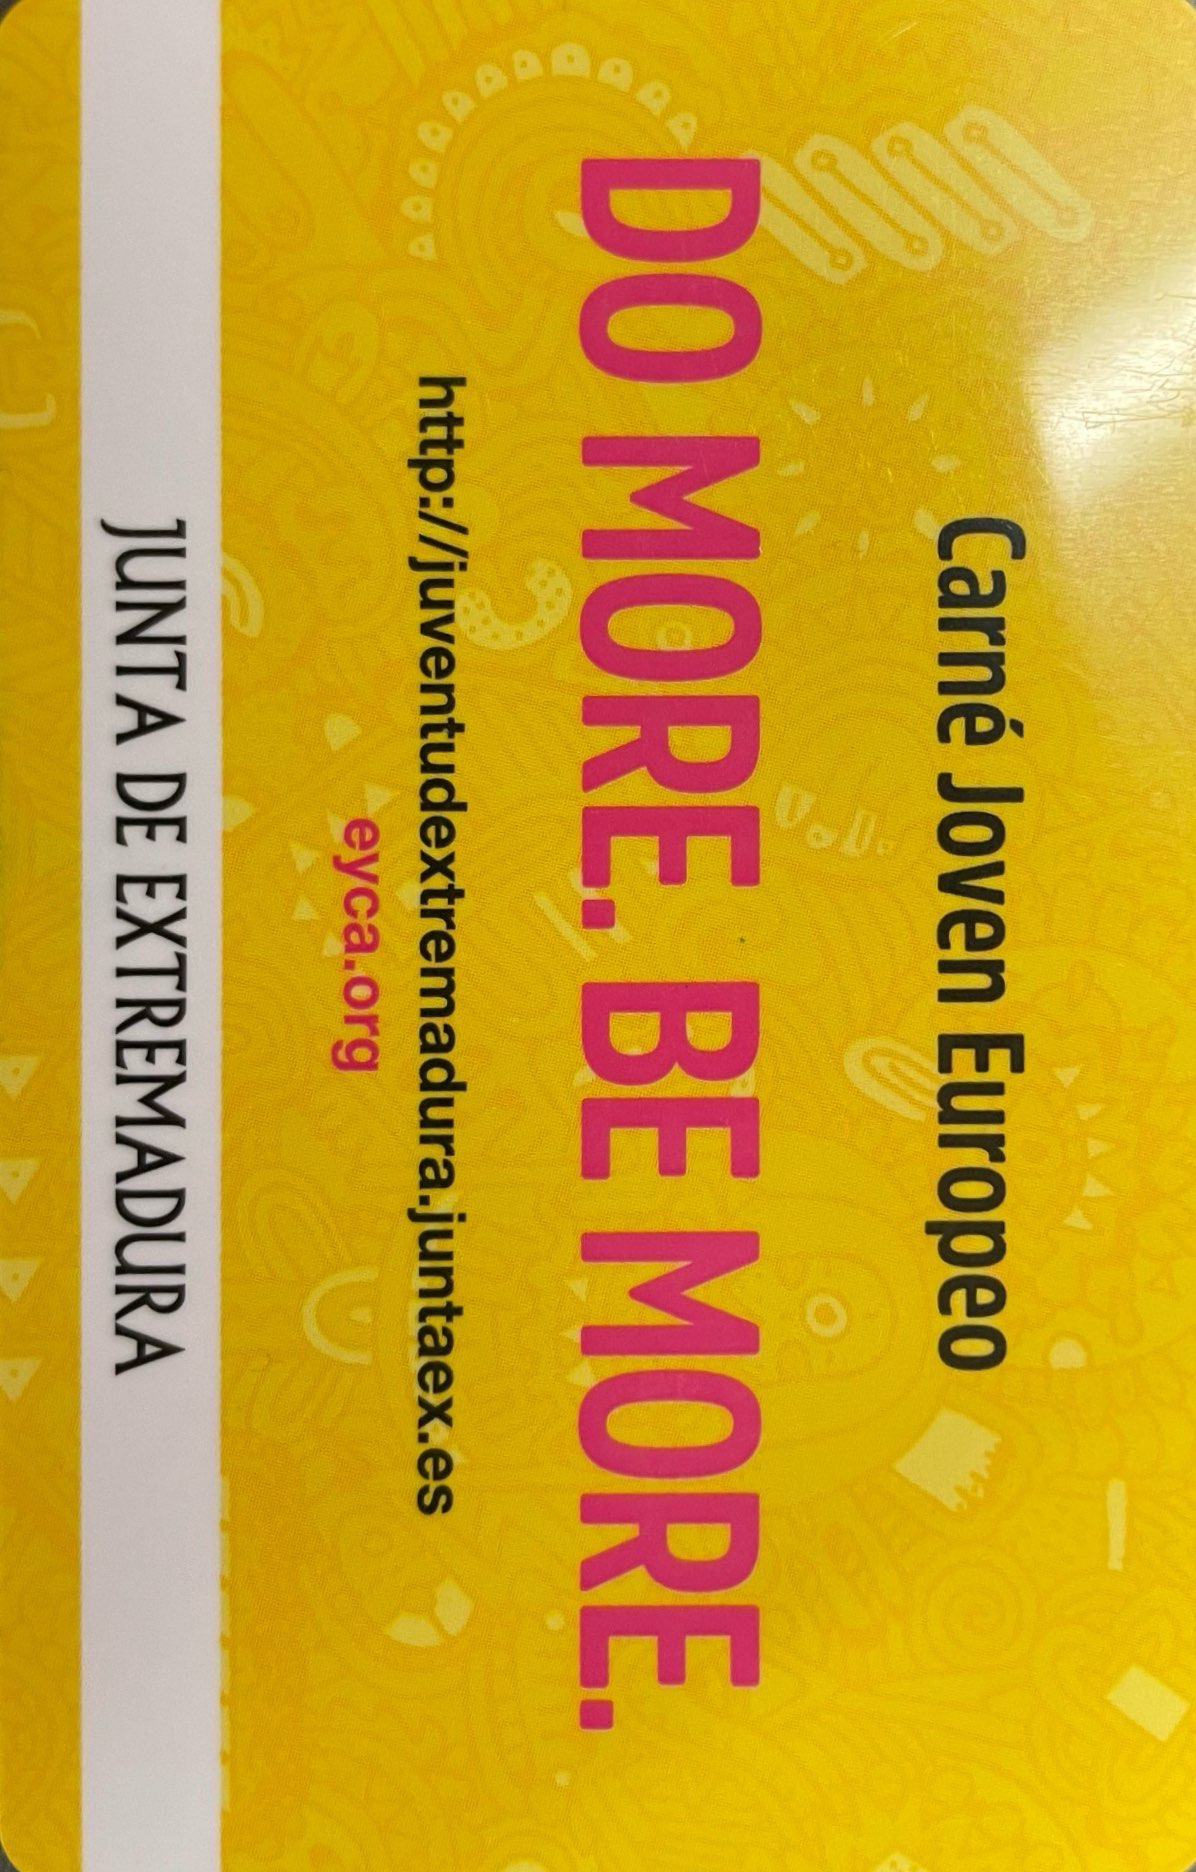 Carné Joven Europeo
DO MORE. BE MORE.
http://juventudextremadura.juntaex.es
eyca.org
JUNTA DE EXTREMADURA